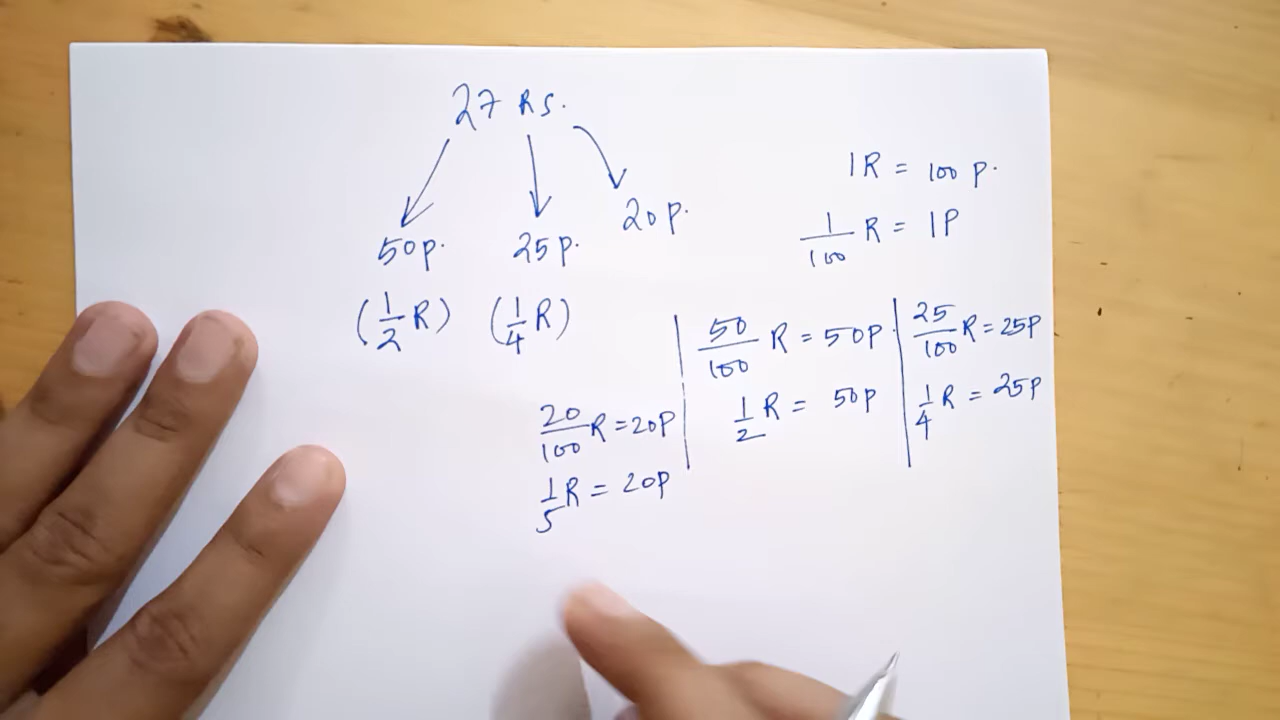 27 RS.
50p. 25p. 20p.
(1/2 R) (1/4 R)
1R = 100 P.
1/100 R = 1P
20/100 R = 20P
1/5 R = 20P
50/100 R = 50P.
1/2 R = 50P
25/100 R = 25P
1/4 R = 25P